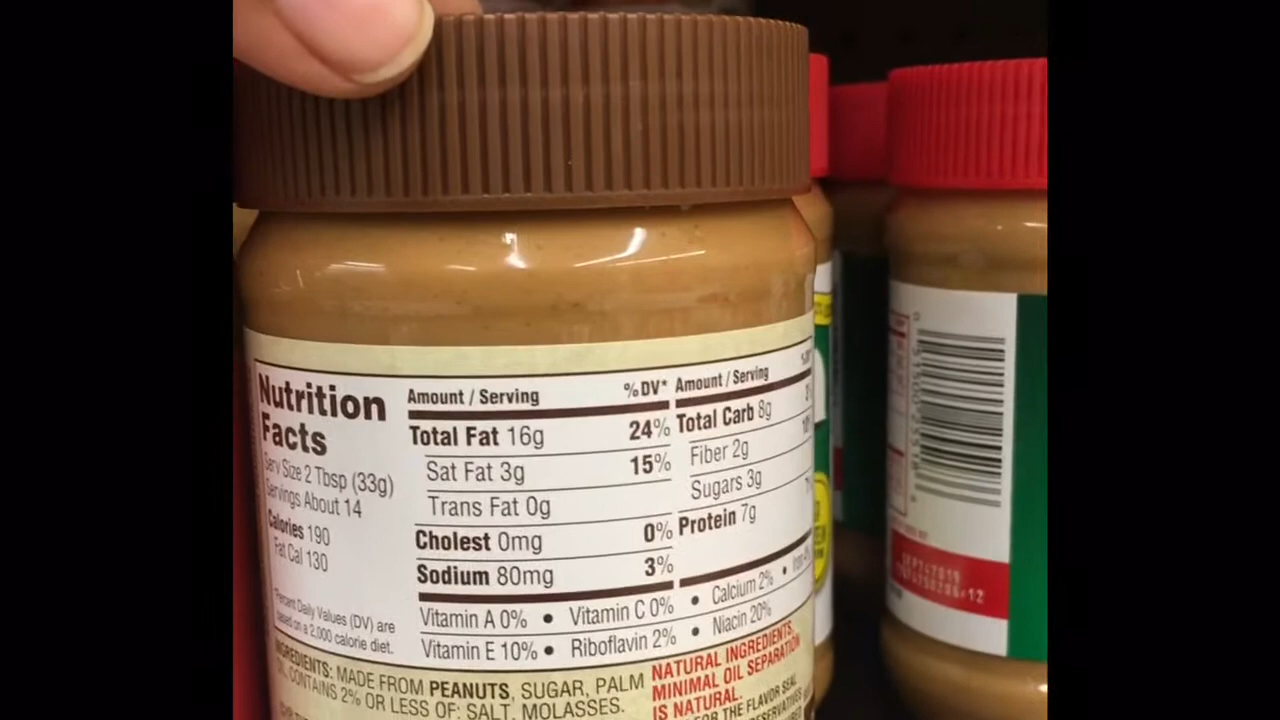 Nutrition
Facts
Serv Size 2 Tbsp (33g)
Servings About 14
Calories 190
Fat Cal 130
*Percent Daily Values (DV) are
based on a 2,000 calorie diet.
Amount / Serving %DV*
Total Fat 16g 24%
Sat Fat 3g 15%
Trans Fat 0g
Cholest 0mg 0%
Sodium 80mg 3%
Amount / Serving
Total Carb 8g
Fiber 2g
Sugars 3g
Protein 7g
Vitamin A 0% • Vitamin C 0% • Calcium 2% •
Vitamin E 10% • Riboflavin 2% • Niacin 20%
INGREDIENTS: MADE FROM PEANUTS, SUGAR, PALM
CONTAINS 2% OR LESS OF: SALT, MOLASSES.
NATURAL INGREDIENTS,
MINIMAL OIL SEPARATION
IS NATURAL.
FOR THE FLAVOR SEAL